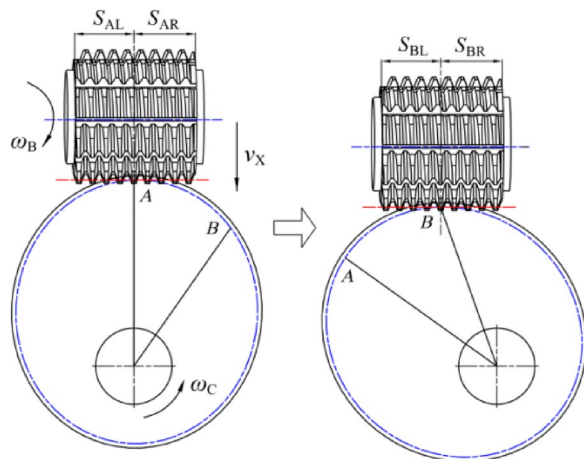 S_AL S_AR
S_BL S_BR
ω_B
v_X
A
B
B
A
ω_C